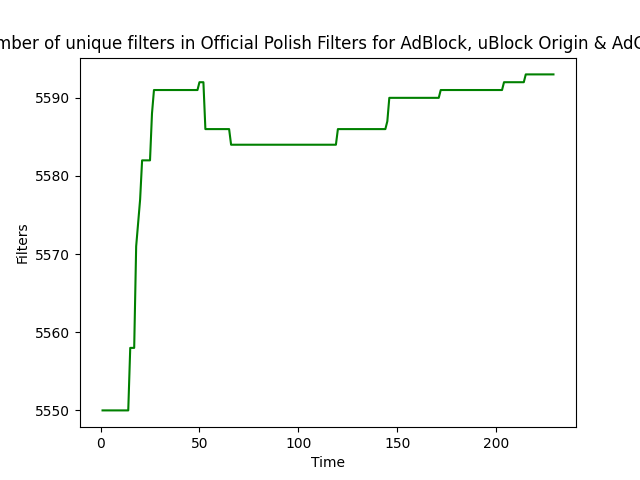 mber of unique filters in Official Polish Filters for AdBlock, uBlock Origin & AdG
5590
5580
5570
5560
5550
Filters
0 50 100 150 200
Time